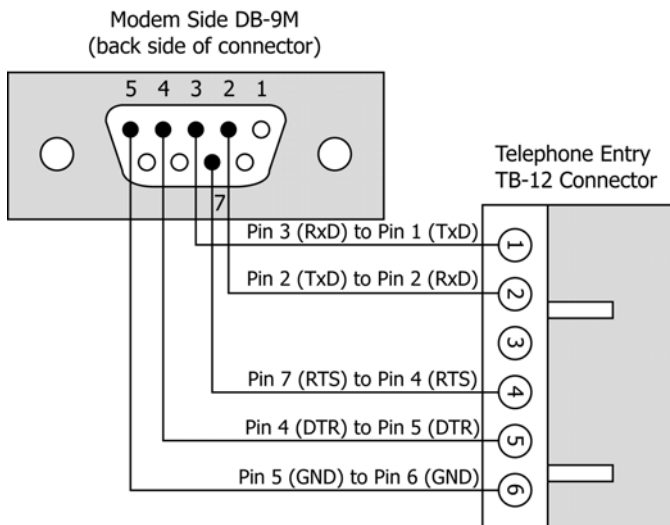 Modem Side DB-9M
(back side of connector)
5 4 3 2 1
7
Telephone Entry
TB-12 Connector
Pin 3 (RxD) to Pin 1 (TxD)
1
Pin 2 (TxD) to Pin 2 (RxD)
2
3
Pin 7 (RTS) to Pin 4 (RTS)
4
Pin 4 (DTR) to Pin 5 (DTR)
5
Pin 5 (GND) to Pin 6 (GND)
6